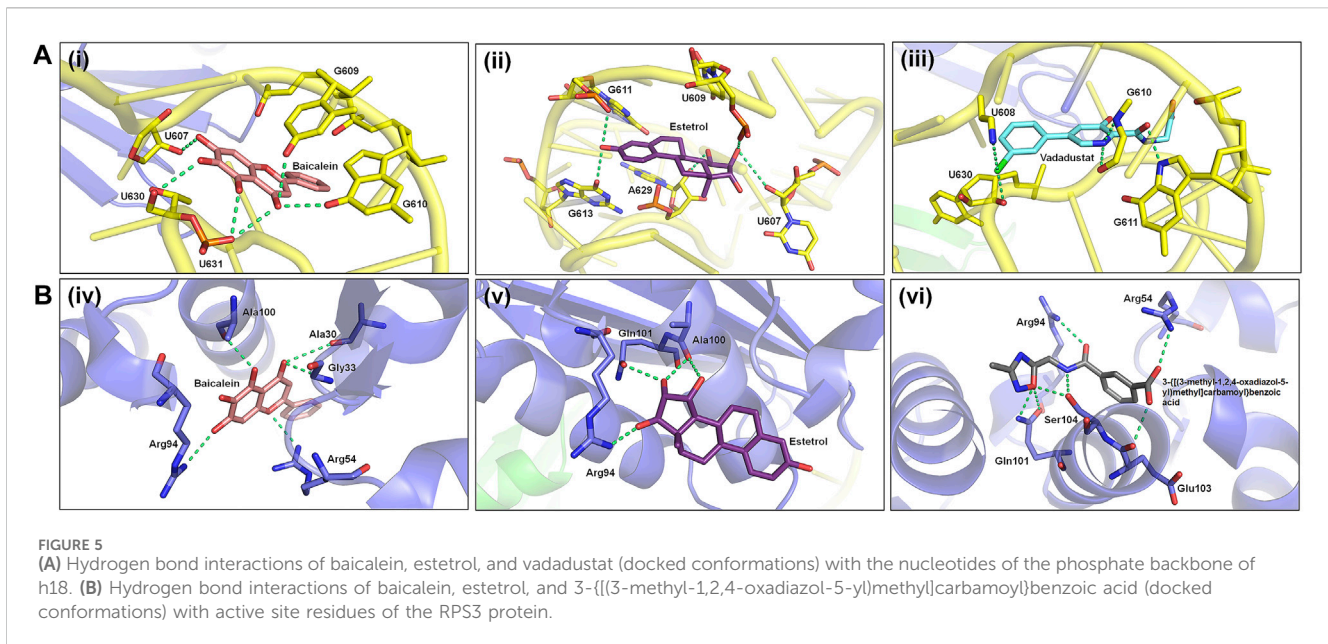 A
(i)
G609
U607
Baicalein
U630
G610
U631
(ii)
G611
U609
Estetrol
A629
G613
U607
(iii)
G610
U608
Vadadustat
U630
G611
B
(iv)
Ala100
Ala30
Baicalein
Gly33
Arg94
Arg54
(v)
Gln101
Ala100
Estetrol
Arg94
(vi)
Arg54
Arg94
3-{[(3-methyl-1,2,4-oxadiazol-5-
yl)methyl]carbamoyl}benzoic
acid
Ser104
Gln101
Glu103
FIGURE 5
(A) Hydrogen bond interactions of baicalein, estetrol, and vadadustat (docked conformations) with the nucleotides of the phosphate backbone of
h18. (B) Hydrogen bond interactions of baicalein, estetrol, and 3-{[(3-methyl-1,2,4-oxadiazol-5-yl)methyl]carbamoyl}benzoic acid (docked
conformations) with active site residues of the RPS3 protein.